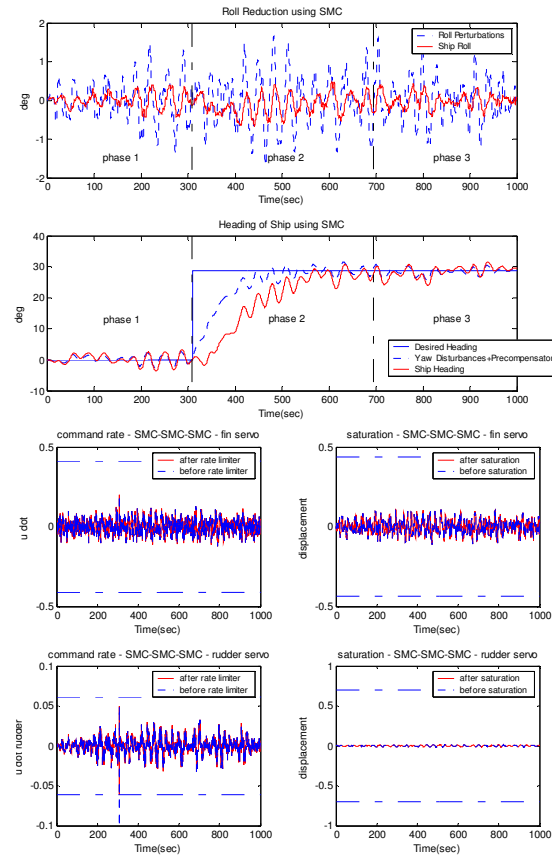 Roll Reduction using SMC
2
1
0
-1
-2
deg
Roll Perturbations
Ship Roll
phase 1
phase 2
phase 3
0 100 200 300 400 500 600 700 800 900 1000
Time(sec)
Heading of Ship using SMC
40
30
20
10
0
-10
deg
phase 1
phase 2
phase 3
Desired Heading
Yaw Disturbances+Precompensator
Ship Heading
0 100 200 300 400 500 600 700 800 900 1000
Time(sec)
command rate - SMC-SMC-SMC - fin servo
0.5
0
-0.5
u dot
after rate limiter
before rate limiter
0 200 400 600 800 1000
Time(sec)
saturation - SMC-SMC-SMC - fin servo
0.5
0
-0.5
displacement
after saturation
before saturation
0 200 400 600 800 1000
Time(sec)
command rate - SMC-SMC-SMC - rudder servo
0.1
0.05
0
-0.05
-0.1
u dot rudder
after rate limiter
before rate limiter
0 200 400 600 800 1000
Time(sec)
saturation - SMC-SMC-SMC - rudder servo
1
0.5
0
-0.5
-1
displacement
after saturation
before saturation
0 200 400 600 800 1000
Time(sec)